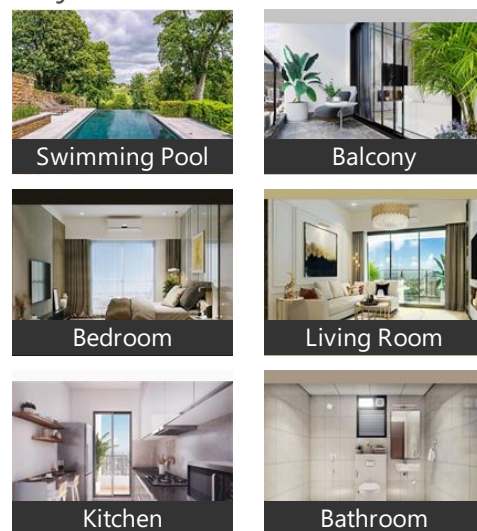 Swimming Pool
Balcony
Bedroom
Living Room
Kitchen
Bathroom